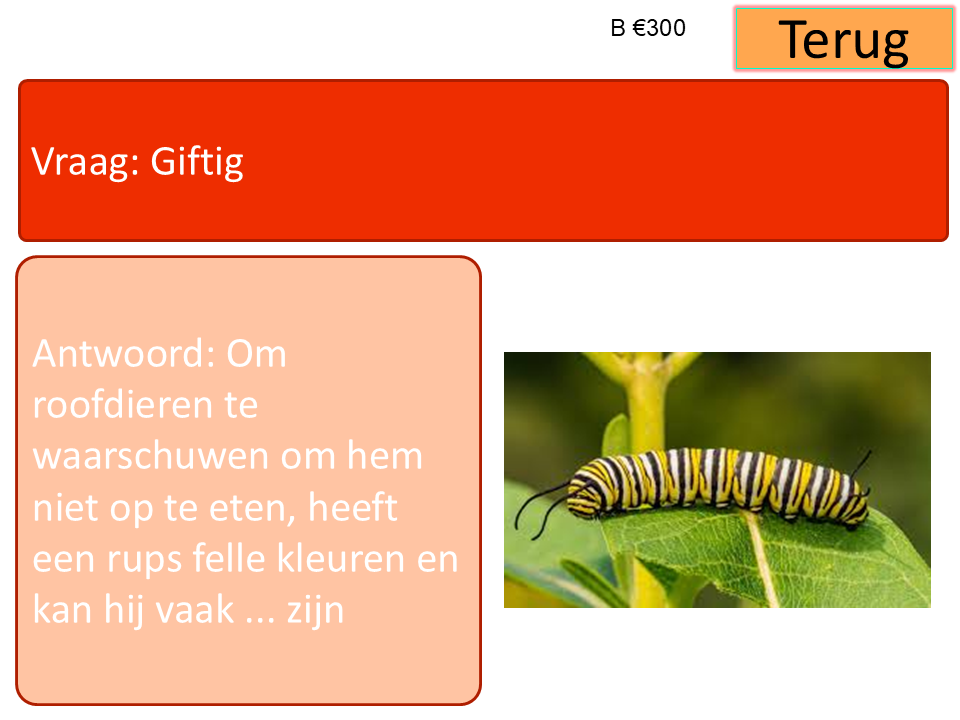 B €300
Terug
Vraag: Giftig
Antwoord: Om
roofdieren te
waarschuwen om hem
niet op te eten, heeft
een rups felle kleuren en
kan hij vaak ... zijn